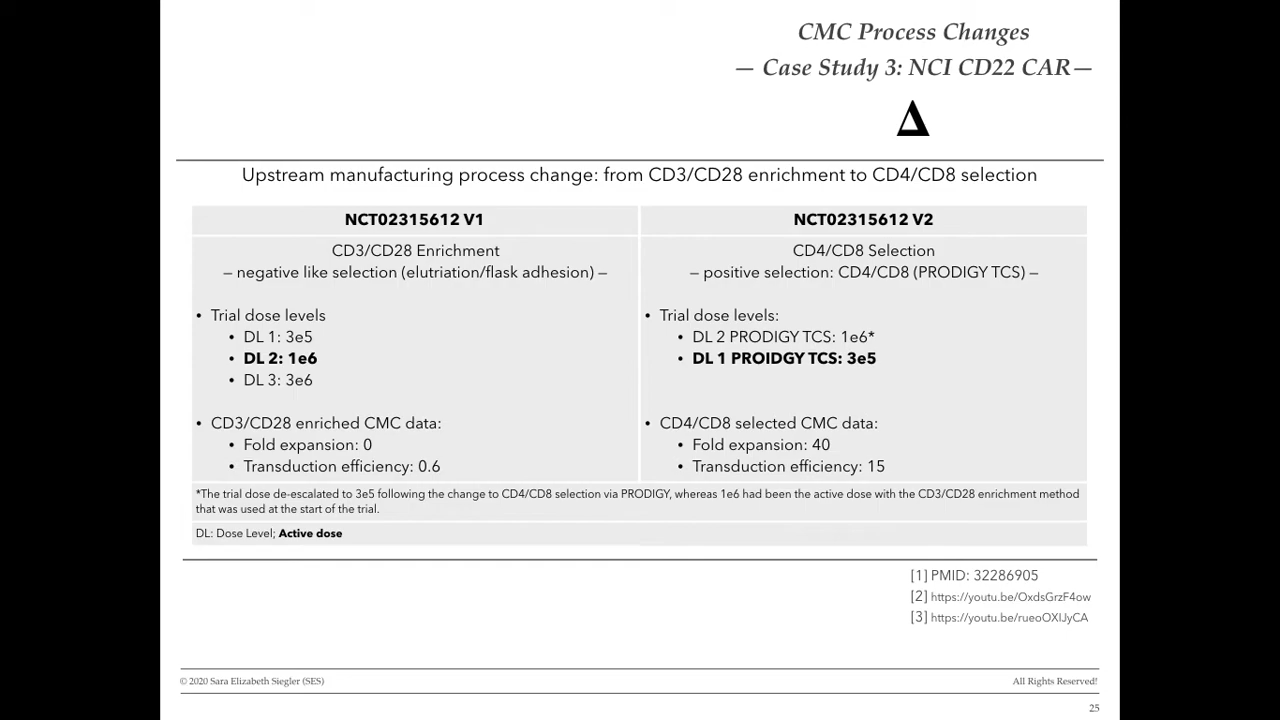 CMC Process Changes
— Case Study 3: NCI CD22 CAR—
Δ
Upstream manufacturing process change: from CD3/CD28 enrichment to CD4/CD8 selection
NCT02315612 V1
CD3/CD28 Enrichment
— negative like selection (elutriation/flask adhesion) —
• Trial dose levels
• DL 1: 3e5
• DL 2: 1e6
• DL 3: 3e6
• CD3/CD28 enriched CMC data:
• Fold expansion: 0
• Transduction efficiency: 0.6
NCT02315612 V2
CD4/CD8 Selection
— positive selection: CD4/CD8 (PRODIGY TCS) —
• Trial dose levels:
• DL 2 PRODIGY TCS: 1e6*
• DL 1 PROIDGY TCS: 3e5
• CD4/CD8 selected CMC data:
• Fold expansion: 40
• Transduction efficiency: 15
*The trial dose de-escalated to 3e5 following the change to CD4/CD8 selection via PRODIGY, whereas 1e6 had been the active dose with the CD3/CD28 enrichment method
that was used at the start of the trial.
DL: Dose Level; Active dose
[1] PMID: 32286905
[2] https://youtu.be/OxdsGrzF4ow
[3] https://youtu.be/rueoOXIJyCA
© 2020 Sara Elizabeth Siegler (SES)
All Rights Reserved!
25